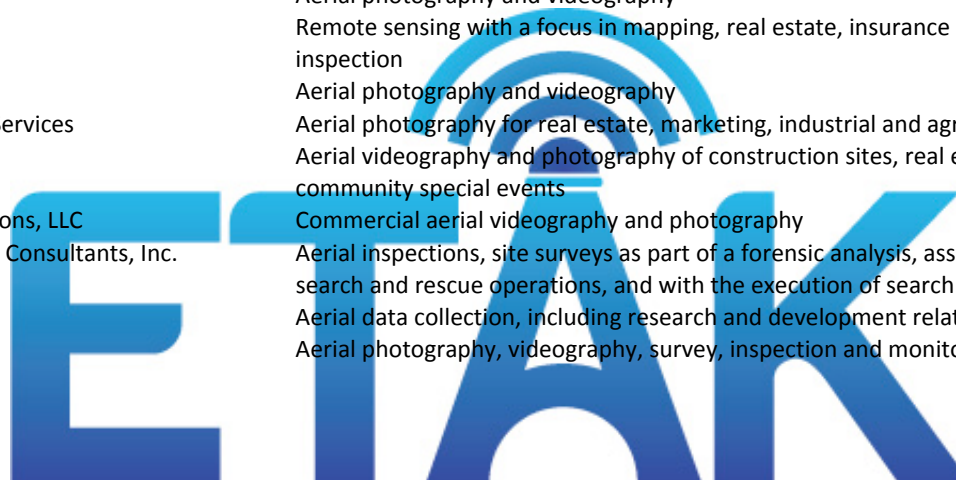 Aerial photography and videography
Remote sensing with a focus in mapping, real estate, insurance
inspection
Aerial photography and videography
Services Aerial photography for real estate, marketing, industrial and agr
Aerial videography and photography of construction sites, real e
community special events
ons, LLC Commercial aerial videography and photography
Consultants, Inc. Aerial inspections, site surveys as part of a forensic analysis, ass
search and rescue operations, and with the execution of search
Aerial data collection, including research and development relat
Aerial photography, videography, survey, inspection and monito
ETAK